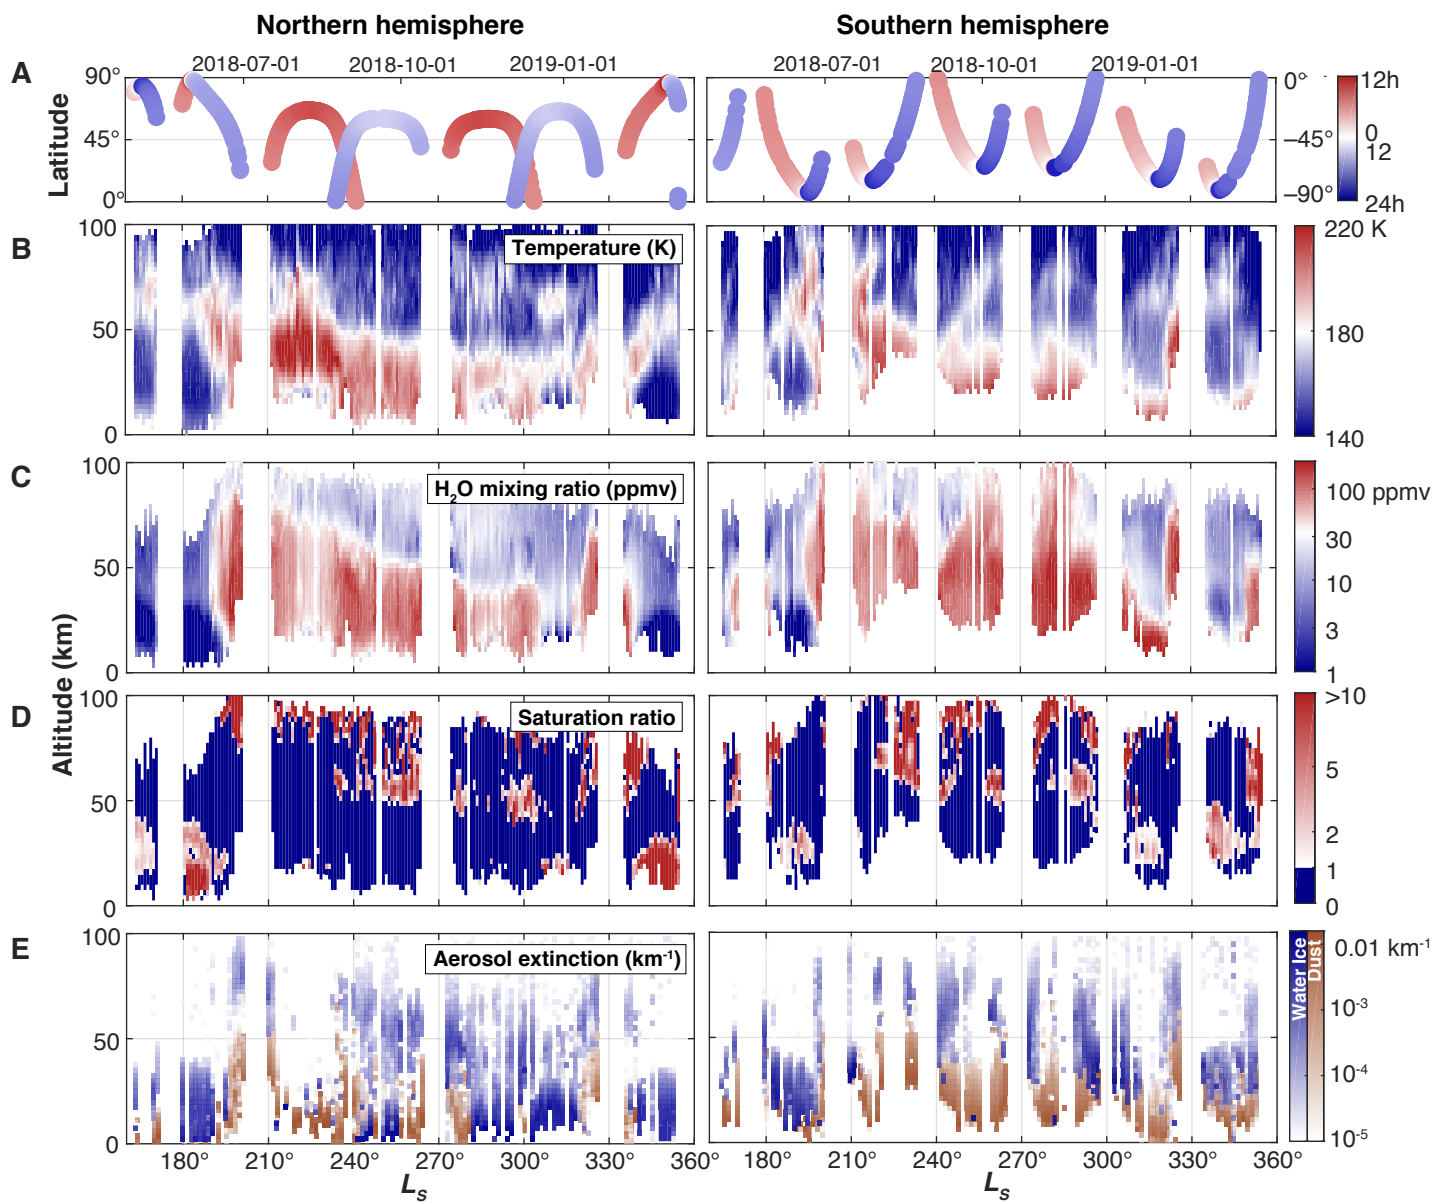 Northern hemisphere
Southern hemisphere
A
2018-07-01 2018-10-01 2019-01-01
2018-07-01 2018-10-01 2019-01-01
Latitude
90°
45°
0°
0°
−45°
−90°
12h
0
12
24h
B
100
50
0
Temperature (K)
220 K
180
140
C
100
50
0
H₂O mixing ratio (ppmv)
100 ppmv
30
10
3
1
Altitude (km)
D
100
50
0
Saturation ratio
>10
5
2
1
0
E
100
50
0
Aerosol extinction (km⁻¹)
Water Ice
Dust
0.01 km⁻¹
10⁻³
10⁻⁴
10⁻⁵
180° 210° 240° 270° 300° 330° 360
180° 210° 240° 270° 300° 330° 360°
Lₛ
Lₛ